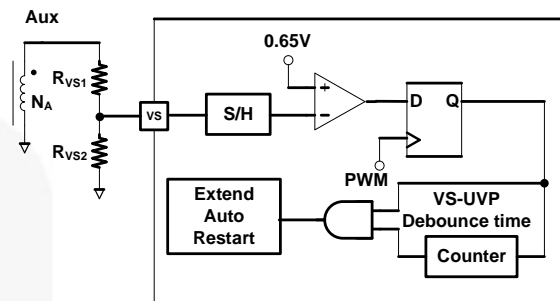 Aux
0.65V
RVS1
NA
VS
S/H
+
−
D
Q
RVS2
PWM
Extend
Auto
Restart
VS-UVP
Debounce time
Counter